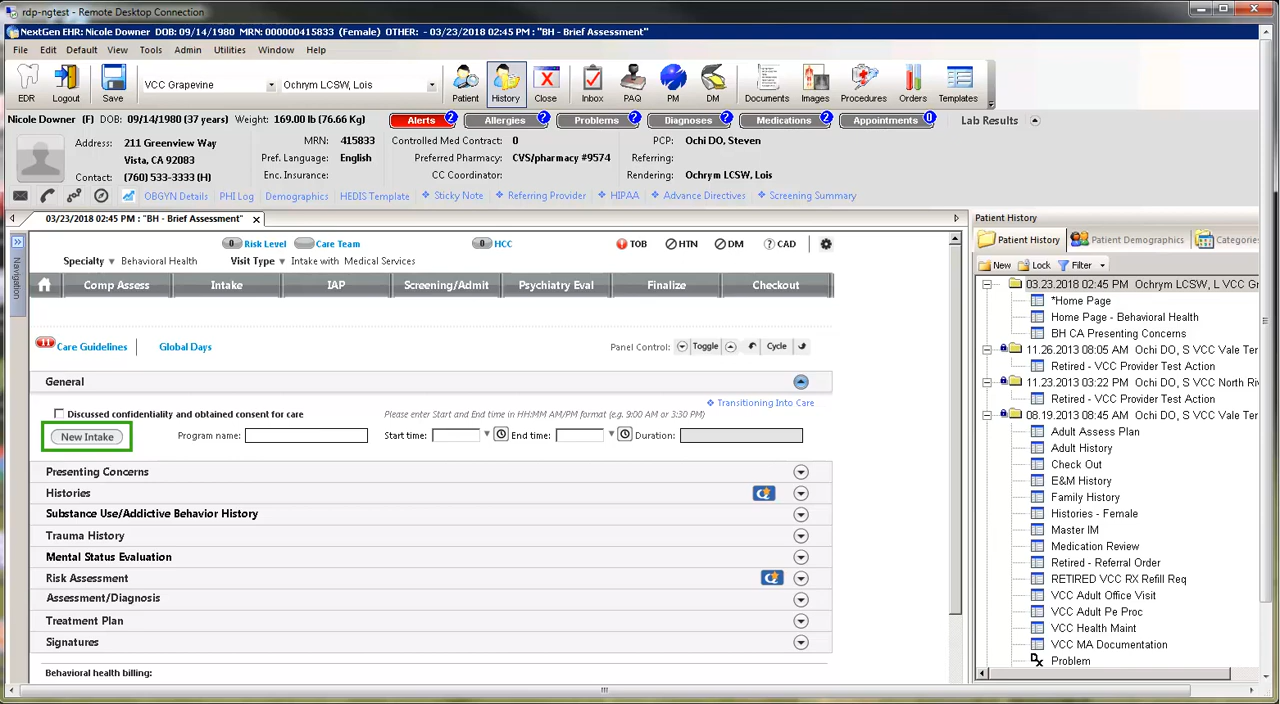 rdp-ngtest - Remote Desktop Connection
NextGen EHR: Nicole Downer DOB: 09/14/1980 MRN: 000000415833 (Female) OTHER: - 03/23/2018 02:45 PM : "BH - Brief Assessment"
File Edit Default View Tools Admin Utilities Window Help
VCC Grapevine Ochrym LCSW, Lois
EDR Logout Save Patient History Close Inbox PAQ PM DM Documents Images Procedures Orders Templates
Nicole Downer (F) DOB: 09/14/1980 (37 years) Weight: 169.00 lb (76.66 Kg) Alerts 2 Allergies ? Problems ? Diagnoses ? Medications 2 Appointments 0 Lab Results
Address: 211 Greenview Way MRN: 415833 Controlled Med Contract: 0 PCP: Ochi DO, Steven
Vista, CA 92083 Pref. Language: English Preferred Pharmacy: CVS/pharmacy #9574 Referring:
Contact: (760) 533-3333 (H) Enc. Insurance: CC Coordinator: Rendering: Ochrym LCSW, Lois
OBGYN Details PHI Log Demographics HEDIS Template Sticky Note Referring Provider HIPAA Advance Directives Screening Summary
03/23/2018 02:45 PM : "BH - Brief Assessment"
Navigation
0 Risk Level Care Team 0 HCC TOB HTN DM ? CAD
Specialty Behavioral Health Visit Type Intake with Medical Services
Comp Assess Intake IAP Screening/Admit Psychiatry Eval Finalize Checkout
11 Care Guidelines Global Days Panel Control: Toggle Cycle
General
Transitioning Into Care
Discussed confidentiality and obtained consent for care Please enter Start and End time in HH:MM AM/PM format (e.g. 9:00 AM or 3:30 PM)
New Intake Program name: Start time: End time: Duration:
Presenting Concerns
Histories
Substance Use/Addictive Behavior History
Trauma History
Mental Status Evaluation
Risk Assessment
Assessment/Diagnosis
Treatment Plan
Signatures
Behavioral health billing:
Patient History
Patient History Patient Demographics Categorie
New Lock Filter
03.23.2018 02:45 PM Ochrym LCSW, L VCC Gr
*Home Page
Home Page - Behavioral Health
BH CA Presenting Concerns
11.26.2013 08:05 AM Ochi DO, S VCC Vale Ter
Retired - VCC Provider Test Action
11.23.2013 03:22 PM Ochi DO, S VCC North Ri
Retired - VCC Provider Test Action
08.19.2013 08:45 AM Ochi DO, S VCC Vale Ter
Adult Assess Plan
Adult History
Check Out
E&M History
Family History
Histories - Female
Master IM
Medication Review
Retired - Referral Order
RETIRED VCC RX Refill Req
VCC Adult Office Visit
VCC Adult Pe Proc
VCC Health Maint
VCC MA Documentation
Problem